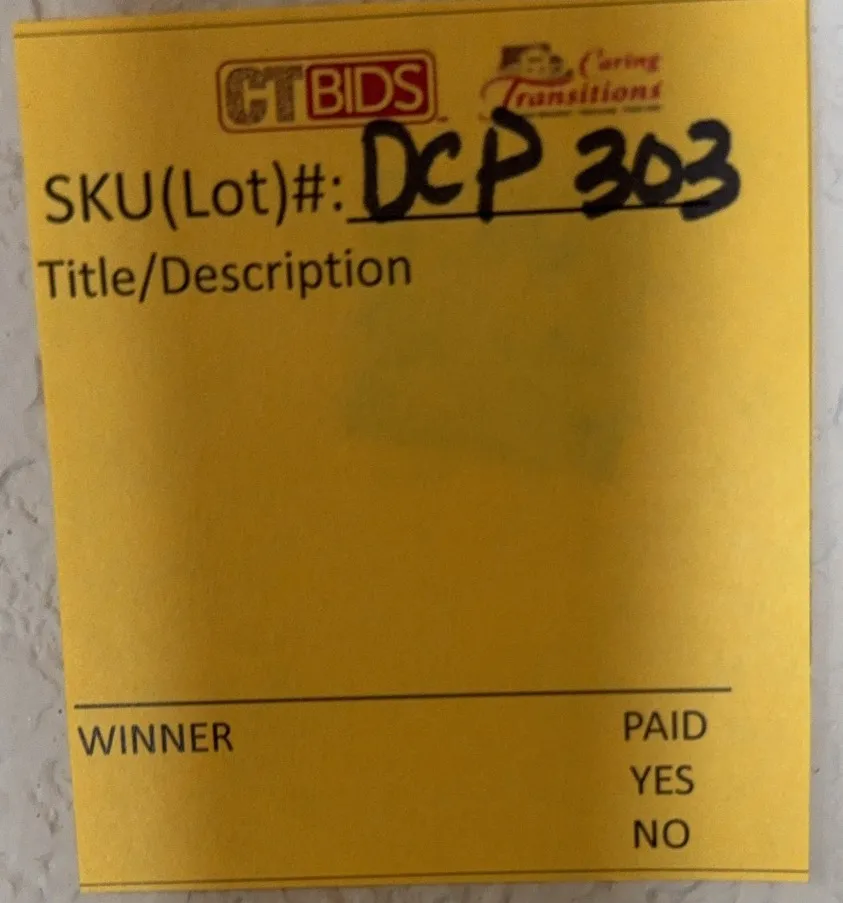 CTBIDS
Caring
Transitions
SKU(Lot)#: DCP 303
Title/Description
WINNER PAID
YES
NO